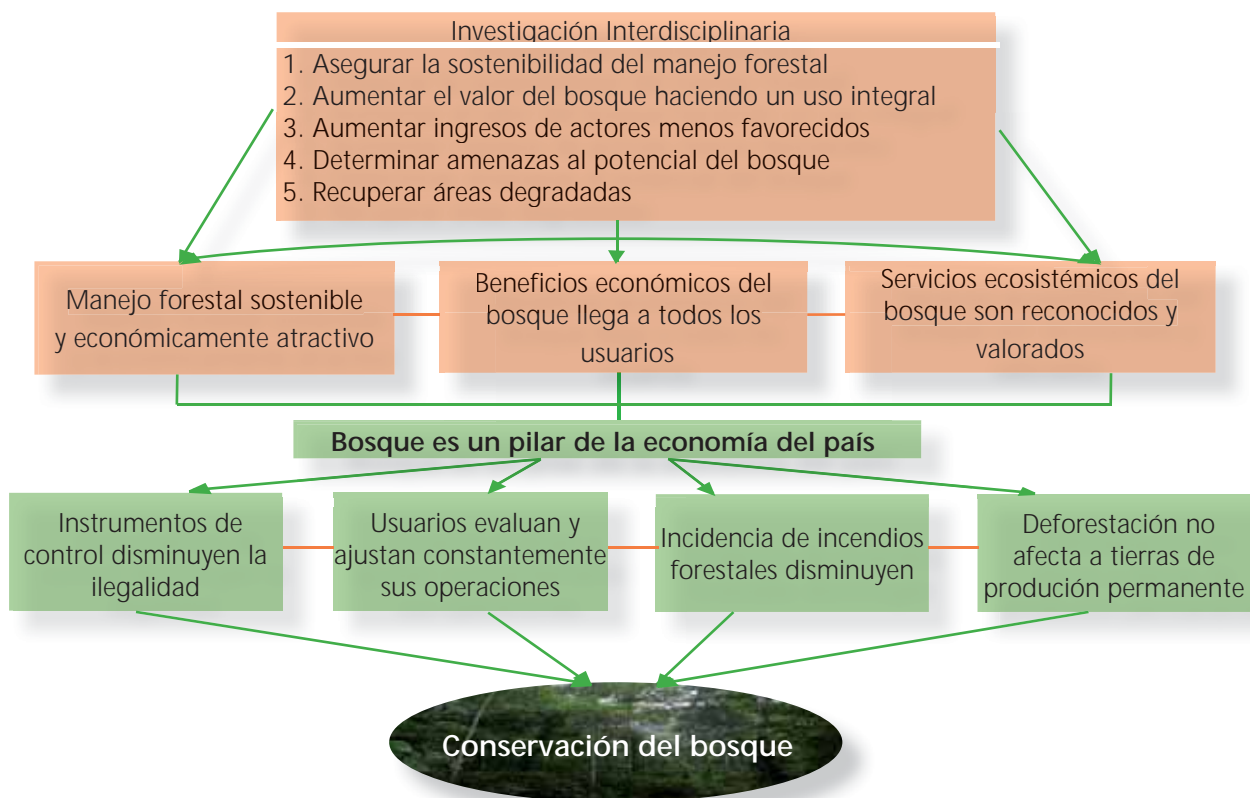 Investigación Interdisciplinaria
1. Asegurar la sostenibilidad del manejo forestal
2. Aumentar el valor del bosque haciendo un uso integral
3. Aumentar ingresos de actores menos favorecidos
4. Determinar amenazas al potencial del bosque
5. Recuperar áreas degradadas
Manejo forestal sostenible
y económicamente atractivo
Beneficios económicos del
bosque llega a todos los
usuarios
Servicios ecosistémicos del
bosque son reconocidos y
valorados
Bosque es un pilar de la economía del país
Instrumentos de
control disminuyen la
ilegalidad
Usuarios evaluan y
ajustan constantemente
sus operaciones
Incidencia de incendios
forestales disminuyen
Deforestación no
afecta a tierras de
produción permanente
Conservación del bosque